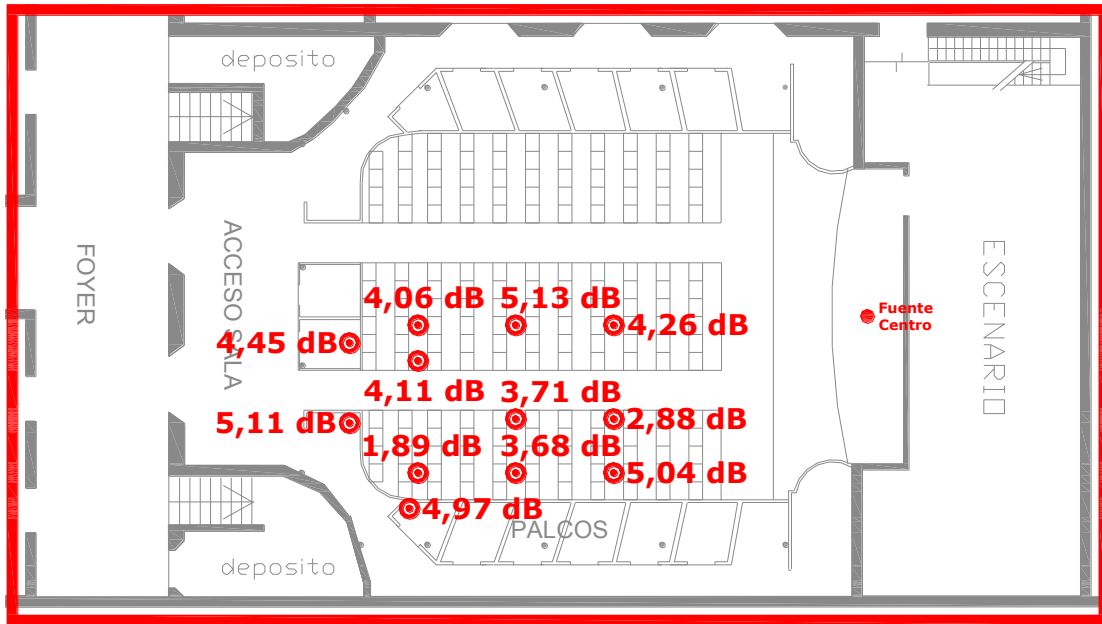 deposito
FOYER
ACCESO SALA
4,06 dB
5,13 dB
4,26 dB
4,45 dB
Fuente
Centro
ESCENARIO
4,11 dB
3,71 dB
2,88 dB
5,11 dB
1,89 dB
3,68 dB
5,04 dB
4,97 dB
PALCOS
deposito